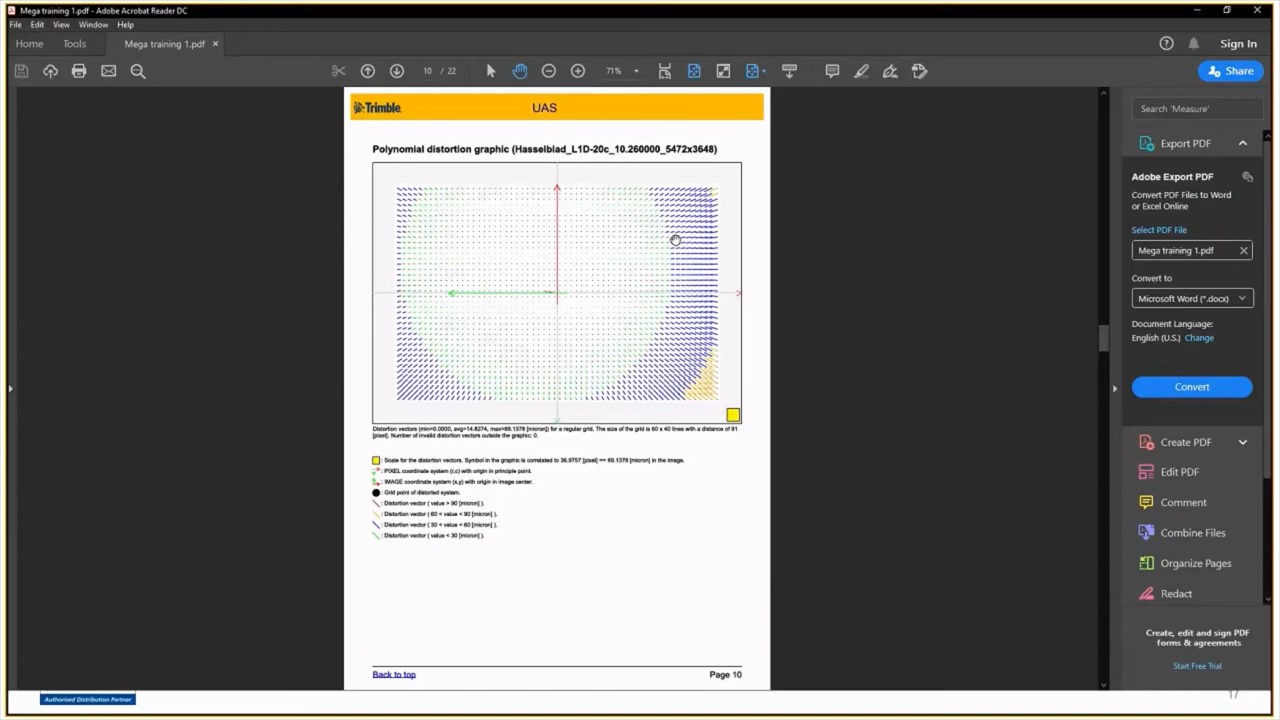 Mega training 1.pdf - Adobe Acrobat Reader DC
File Edit View Window Help
Home Tools Mega training 1.pdf × Sign In
10 / 22 71% Share
Trimble UAS
Polynomial distortion graphic (Hasselblad_L1D-20c_10.260000_5472x3648)
Distortion vectors (min=0.0000, avg=14.8274, max=89.1378 [micron]) for a regular grid. The size of the grid is 60 x 40 lines with a distance of 91
[pixel]. Number of invalid distortion vectors outside the graphic: 0.
: Scale for the distortion vectors. Symbol in the graphic is correlated to 36.9757 [pixel] == 89.1378 [micron] in the image.
: PIXEL coordinate system (r,c) with origin in principle point.
: IMAGE coordinate system (x,y) with origin in image center.
: Grid point of distorted system.
: Distortion vector ( value > 90 [micron] ).
: Distortion vector ( 60 < value < 90 [micron] ).
: Distortion vector ( 30 < value < 60 [micron] ).
: Distortion vector ( value < 30 [micron] ).
Back to top Page 10
Search 'Measure'
Export PDF
Adobe Export PDF
Convert PDF Files to Word
or Excel Online
Select PDF File
Mega training 1.pdf
Convert to
Microsoft Word (*.docx)
Document Language:
English (U.S.) Change
Convert
Create PDF
Edit PDF
Comment
Combine Files
Organize Pages
Redact
Create, edit and sign PDF
forms & agreements
Start Free Trial
Authorised Distribution Partner
17